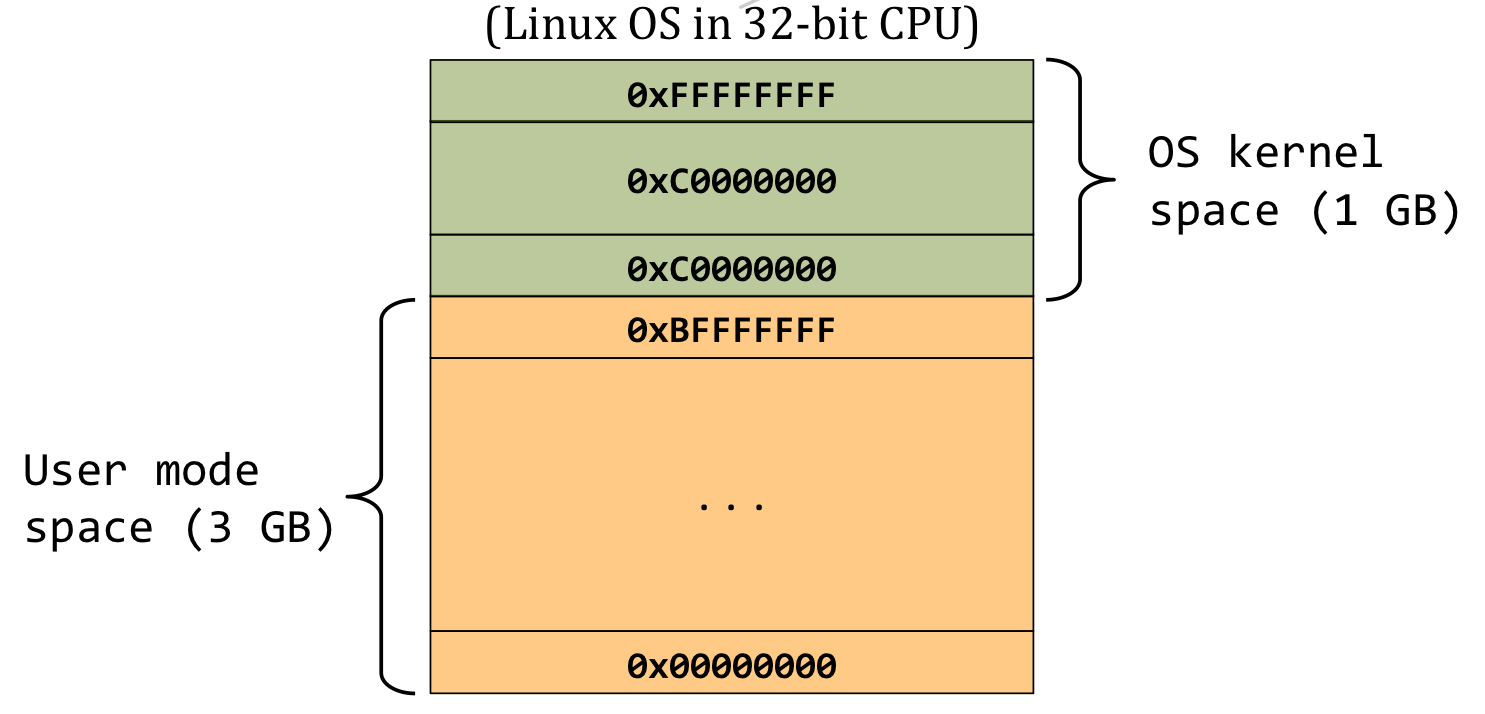 (Linux OS in 32-bit CPU)
0xFFFFFFFF
0xC0000000
0xC0000000
0xBFFFFFFF
...
0x00000000
OS kernel
space (1 GB)
User mode
space (3 GB)